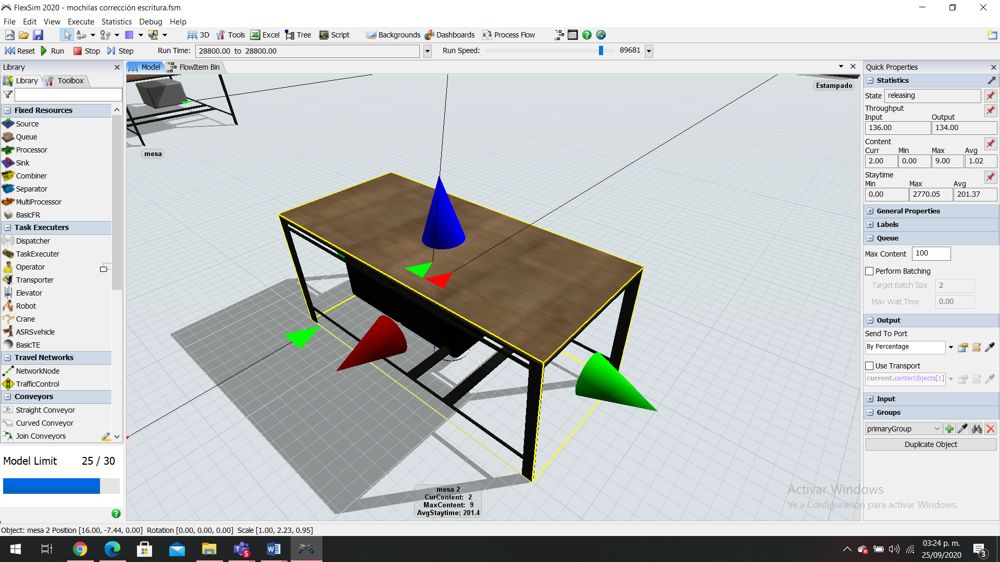 FlexSim 2020 - mochilas corrección escritura.fsm
File Edit View Execute Statistics Debug Help
3D Tools Excel Tree Script Backgrounds Dashboards Process Flow
Reset Run Stop Step Run Time: 28800.00 to 28800.00 Run Speed: 89681
Library
Library Toolbox
Fixed Resources
Source
Queue
Processor
Sink
Combiner
Separator
MultiProcessor
BasicFR
Task Executers
Dispatcher
TaskExecuter
Operator
Transporter
Elevator
Robot
Crane
ASRSvehicle
BasicTE
Travel Networks
NetworkNode
TrafficControl
Conveyors
Straight Conveyor
Curved Conveyor
Join Conveyors
Model Limit 25 / 30
Model FlowItem Bin
Estampado
mesa
mesa 2
CurContent: 2
MaxContent: 9
AvgStaytime: 201.4
Quick Properties
Statistics
State releasing
Throughput
Input Output
136.00 134.00
Content
Curr Min Max Avg
2.00 0.00 9.00 1.02
Staytime
Min Max Avg
0.00 2770.05 201.37
General Properties
Labels
Queue
Max Content 100
Perform Batching
Target Batch Size 2
Max Wait Time 0.00
Output
Send To Port
By Percentage
Use Transport
current.centerObjects[1]
Input
Groups
primaryGroup
Duplicate Object
Activar Windows
Ve a Configuración para activar Windows.
Object: mesa 2 Position [16.00, -7.44, 0.00] Rotation [0.00, 0.00, 0.00] Scale [1.00, 2.23, 0.95]
5
03:24 p. m.
25/09/2020
3